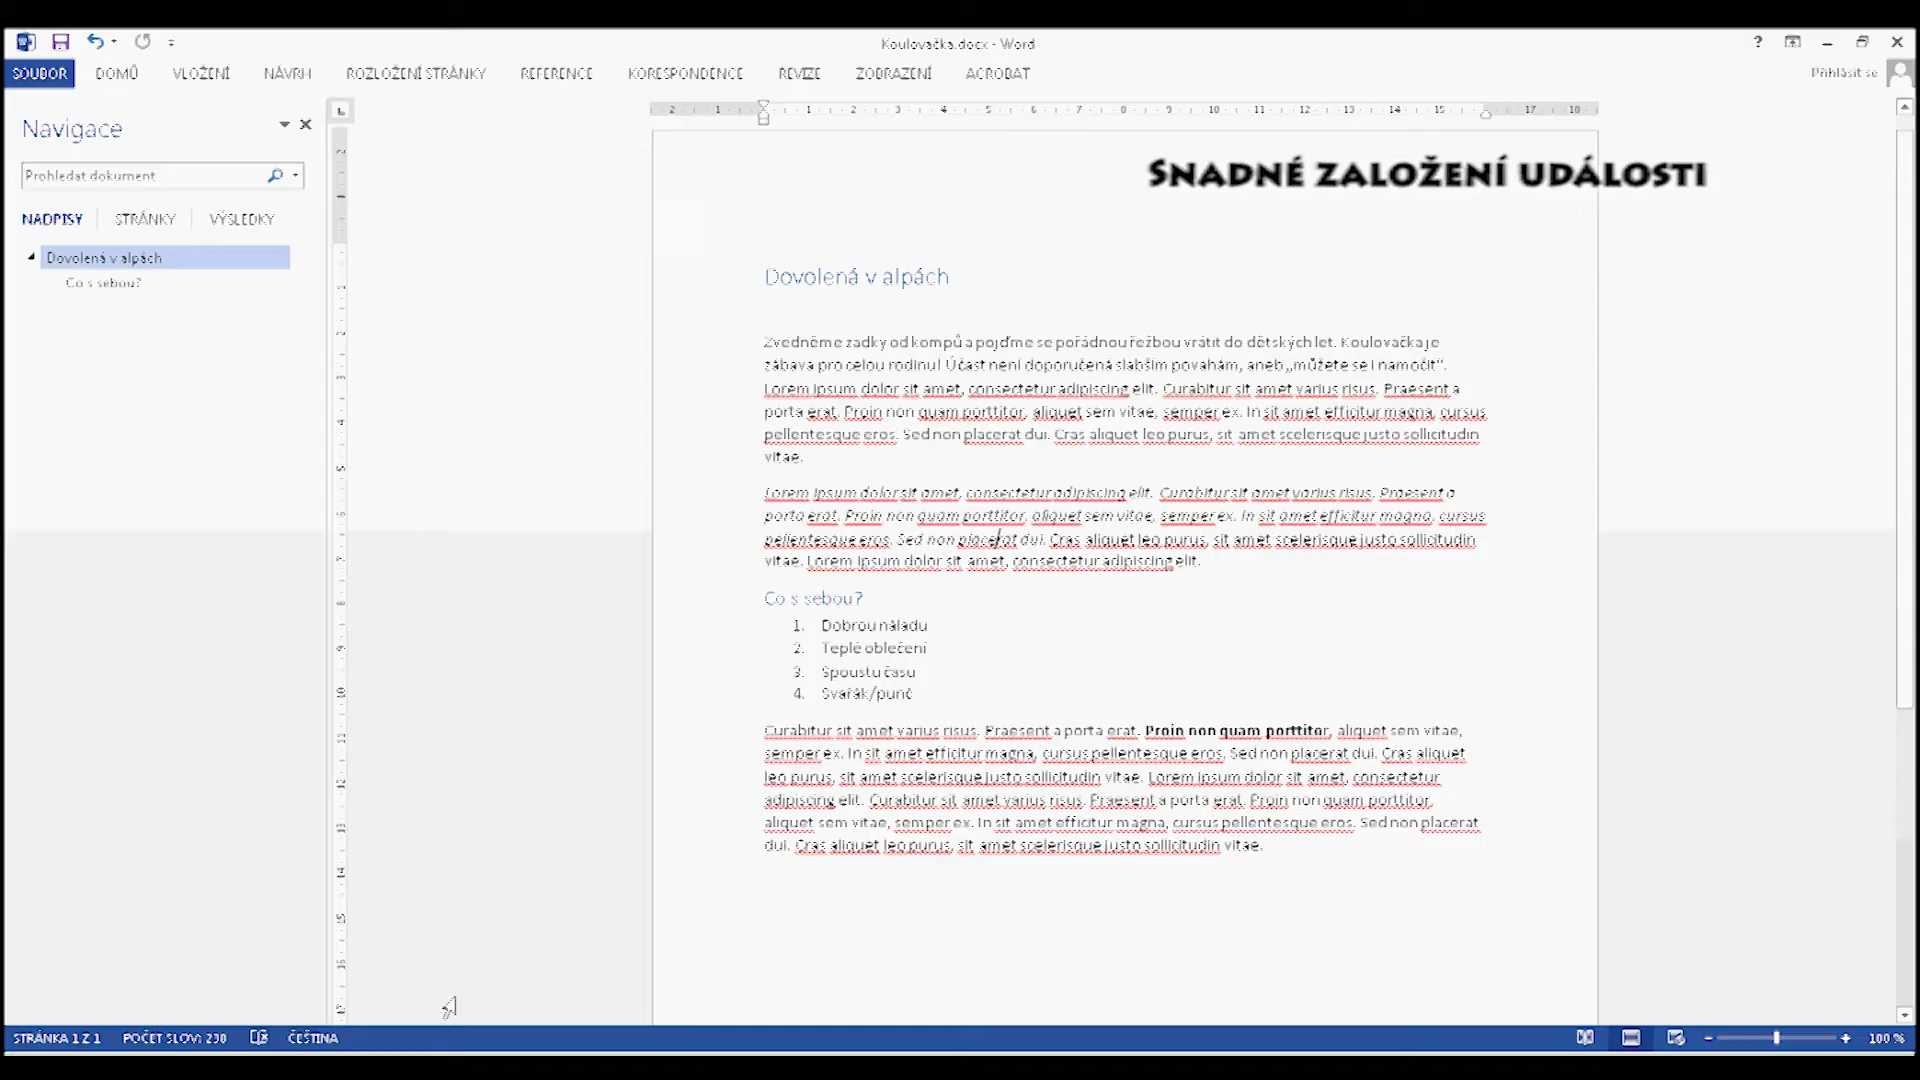 Koulovačka.docx - Word
SOUBOR DOMŮ VLOŽENÍ NÁVRH ROZLOŽENÍ STRÁNKY REFERENCE KORESPONDENCE REVIZE ZOBRAZENÍ ACROBAT Přihlásit se
Navigace
Prohledat dokument
NADPISY STRÁNKY VÝSLEDKY
Dovolená v alpách
Co s sebou?
Snadné založení události
Dovolená v alpách
Zvedněme zadky od kompů a pojďme se pořádnou řežbou vrátit do dětských let. Koulovačka je
zábava pro celou rodinu! Účast není doporučená slabším povahám, aneb „můžete se i namočit“.
Lorem ipsum dolor sit amet, consectetur adipiscing elit. Curabitur sit amet varius risus. Praesent a
porta erat. Proin non quam porttitor, aliquet sem vitae, semper ex. In sit amet efficitur magna, cursus
pellentesque eros. Sed non placerat dui. Cras aliquet leo purus, sit amet scelerisque justo sollicitudin
vitae.
Lorem ipsum dolor sit amet, consectetur adipiscing elit. Curabitur sit amet varius risus. Praesent a
porta erat. Proin non quam porttitor, aliquet sem vitae, semper ex. In sit amet efficitur magna, cursus
pellentesque eros. Sed non placerat dui. Cras aliquet leo purus, sit amet scelerisque justo sollicitudin
vitae. Lorem ipsum dolor sit amet, consectetur adipiscing elit.
Co s sebou?
1. Dobrou náladu
2. Teplé oblečení
3. Spoustu času
4. Svařák/punč
Curabitur sit amet varius risus. Praesent a porta erat. Proin non quam porttitor, aliquet sem vitae,
semper ex. In sit amet efficitur magna, cursus pellentesque eros. Sed non placerat dui. Cras aliquet
leo purus, sit amet scelerisque justo sollicitudin vitae. Lorem ipsum dolor sit amet, consectetur
adipiscing elit. Curabitur sit amet varius risus. Praesent a porta erat. Proin non quam porttitor,
aliquet sem vitae, semper ex. In sit amet efficitur magna, cursus pellentesque eros. Sed non placerat
dui. Cras aliquet leo purus, sit amet scelerisque justo sollicitudin vitae.
STRÁNKA 1 Z 1 POČET SLOV: 230 ČEŠTINA 100 %